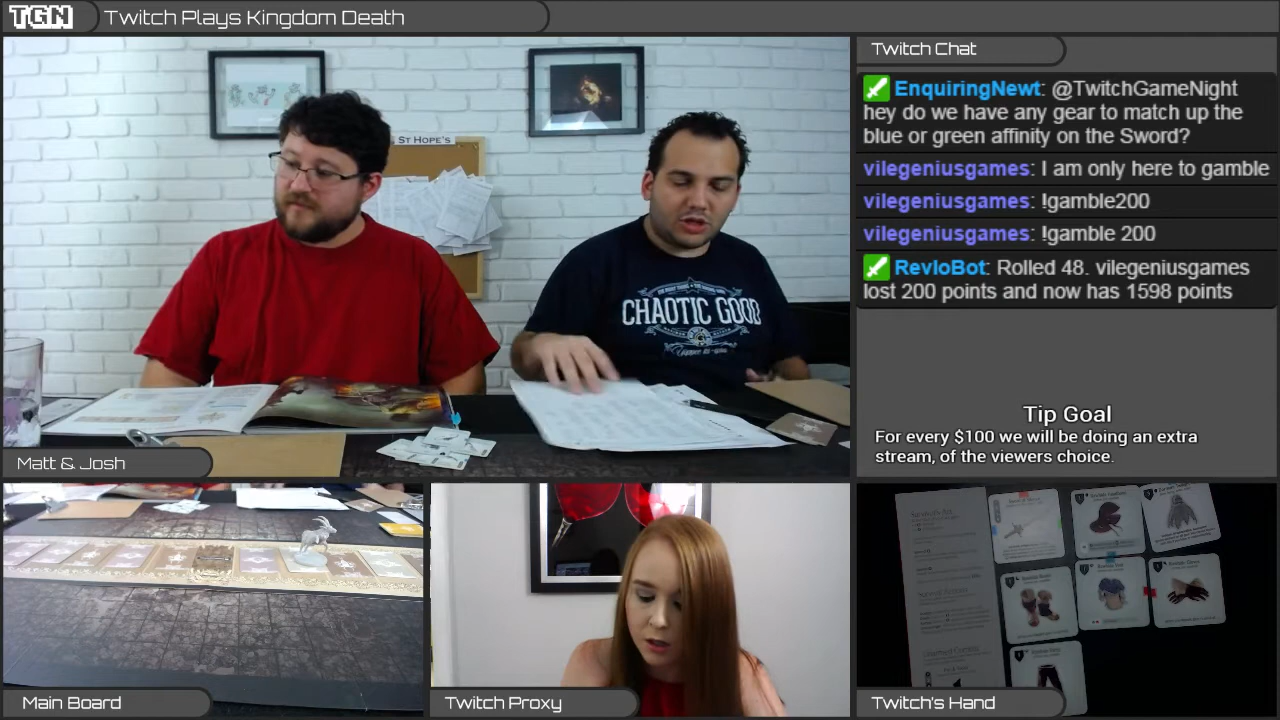 TGN
Twitch Plays Kingdom Death
ST HOPE'S
CHAOTIC GOOD
Matt & Josh
Twitch Chat
EnquiringNewt: @TwitchGameNight
hey do we have any gear to match up the
blue or green affinity on the Sword?
vilegeniusgames: I am only here to gamble
vilegeniusgames: !gamble200
vilegeniusgames: !gamble 200
RevloBot: Rolled 48. vilegeniusgames
lost 200 points and now has 1598 points
Tip Goal
For every $100 we will be doing an extra
stream, of the viewers choice.
Main Board
Twitch Proxy
Twitch's Hand